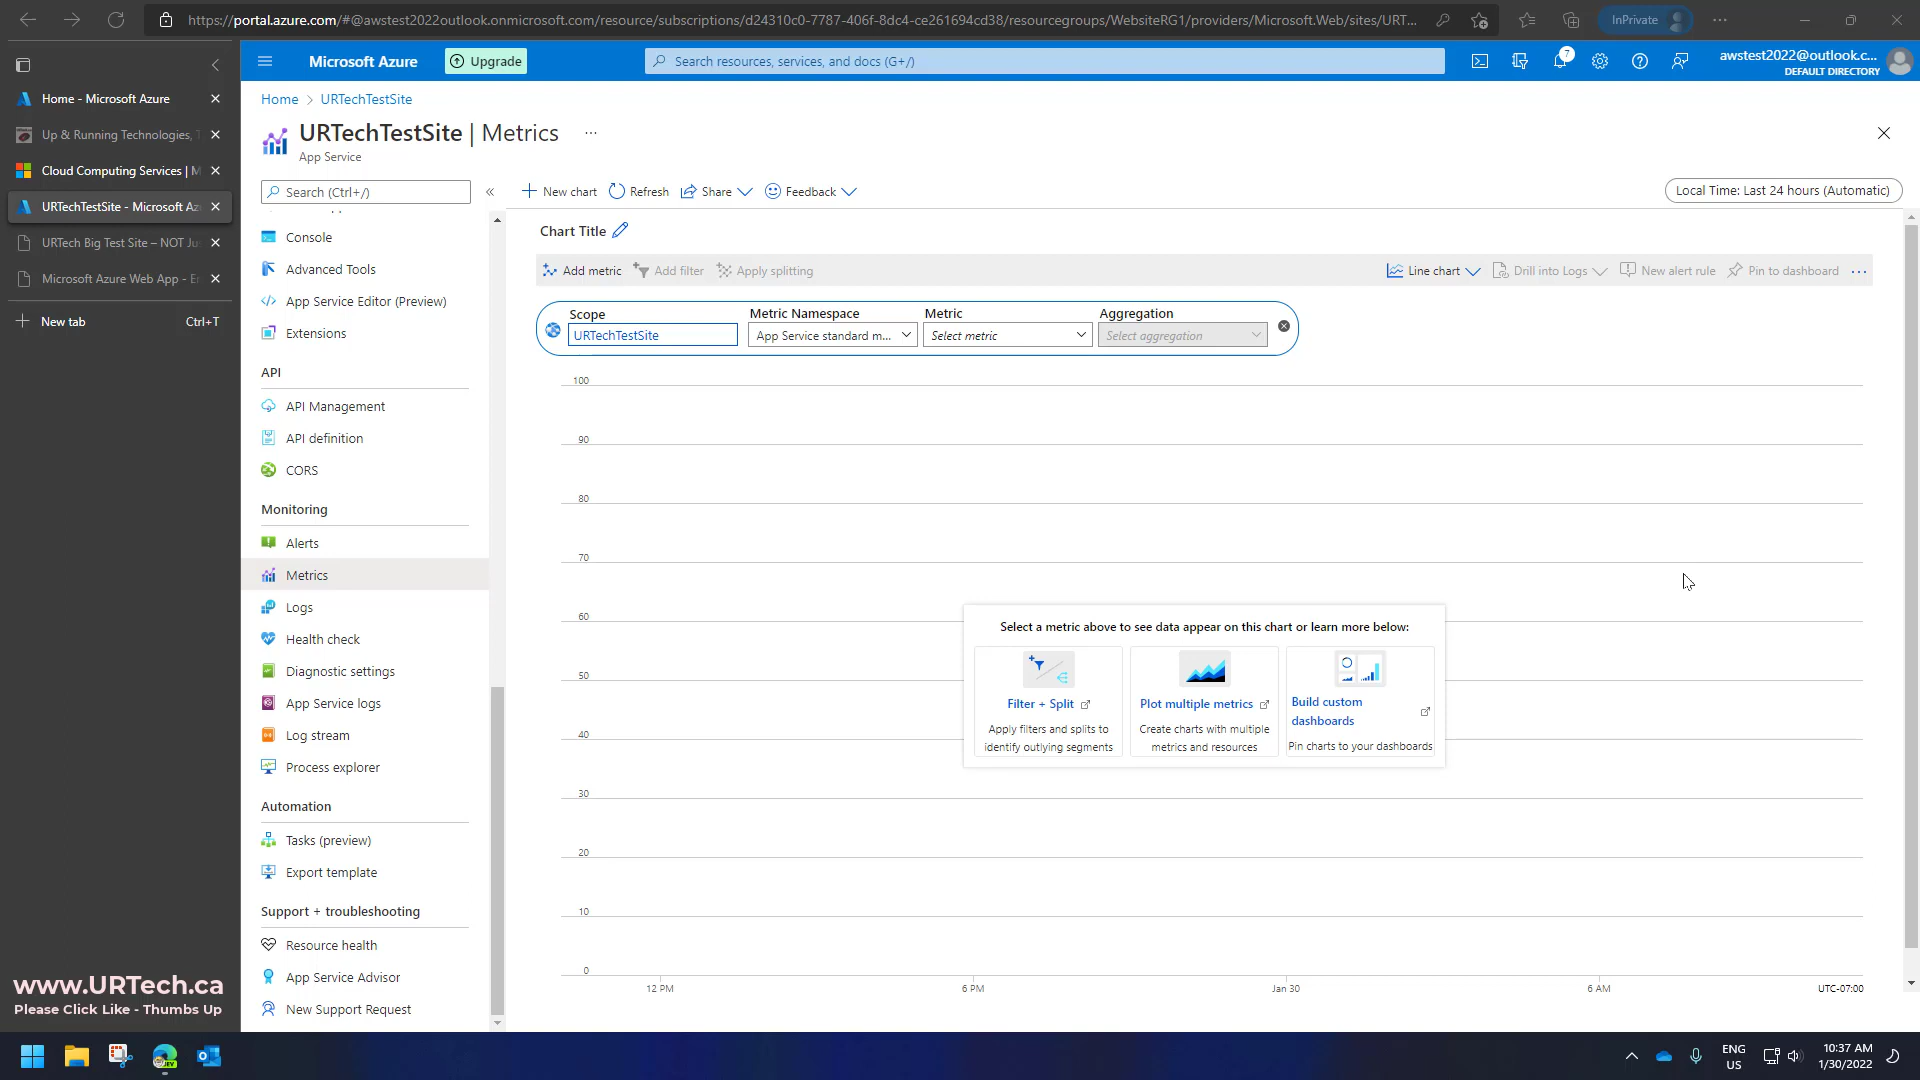 https://portal.azure.com/#@awstest2022outlook.onmicrosoft.com/resource/subscriptions/d24310c0-7787-406f-8dc4-ce261694cd38/resourcegroups/WebsiteRG1/providers/Microsoft.Web/sites/URT...
InPrivate
Microsoft Azure
Upgrade
Search resources, services, and docs (G+/)
7
awstest2022@outlook.c...
DEFAULT DIRECTORY
Home - Microsoft Azure
Up & Running Technologies, T
Cloud Computing Services | M
URTechTestSite - Microsoft Az
URTech Big Test Site – NOT Ju
Microsoft Azure Web App - Er
New tab
Ctrl+T
Home > URTechTestSite
URTechTestSite | Metrics
App Service
Search (Ctrl+/)
New chart
Refresh
Share
Feedback
Local Time: Last 24 hours (Automatic)
Console
Advanced Tools
App Service Editor (Preview)
Extensions
API
API Management
API definition
CORS
Monitoring
Alerts
Metrics
Logs
Health check
Diagnostic settings
App Service logs
Log stream
Process explorer
Automation
Tasks (preview)
Export template
Support + troubleshooting
Resource health
App Service Advisor
New Support Request
Chart Title
Add metric
Add filter
Apply splitting
Line chart
Drill into Logs
New alert rule
Pin to dashboard
Scope
URTechTestSite
Metric Namespace
App Service standard m...
Metric
Select metric
Aggregation
Select aggregation
100
90
80
70
60
50
40
30
20
10
0
Select a metric above to see data appear on this chart or learn more below:
Filter + Split
Apply filters and splits to
identify outlying segments
Plot multiple metrics
Create charts with multiple
metrics and resources
Build custom
dashboards
Pin charts to your dashboards
12 PM
6 PM
Jan 30
6 AM
UTC-07:00
www.URTech.ca
Please Click Like - Thumbs Up
ENG
US
10:37 AM
1/30/2022